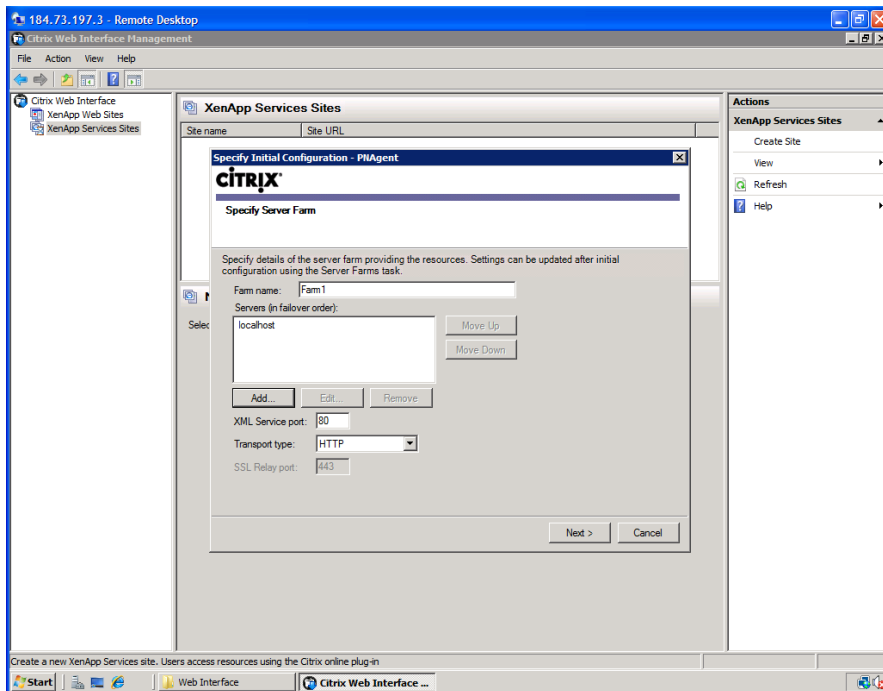 184.73.197.3 - Remote Desktop
Citrix Web Interface Management
File Action View Help
Citrix Web Interface
XenApp Web Sites
XenApp Services Sites
XenApp Services Sites
Site name Site URL
Specify Initial Configuration - PNAgent
CITRIX
Specify Server Farm
Specify details of the server farm providing the resources. Settings can be updated after initial
configuration using the Server Farms task.
Farm name: Farm1
Servers (in failover order):
localhost
Move Up
Move Down
Add... Edit... Remove
XML Service port: 80
Transport type: HTTP
SSL Relay port: 443
Next > Cancel
Actions
XenApp Services Sites
Create Site
View
Refresh
Help
Create a new XenApp Services site. Users access resources using the Citrix online plug-in
Start Web Interface Citrix Web Interface ...